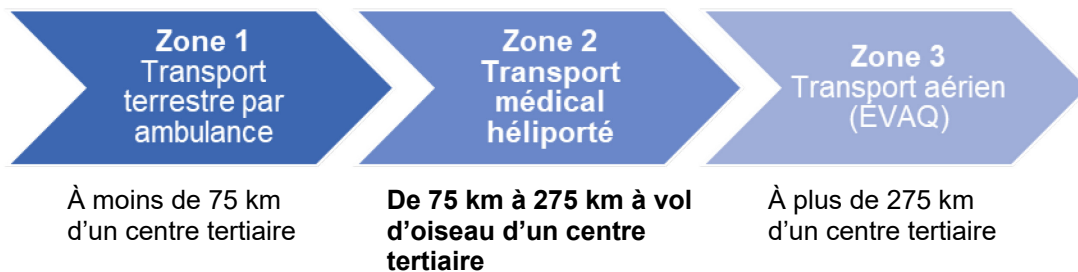 Zone 1
Transport
terrestre par
ambulance
À moins de 75 km
d’un centre tertiaire
Zone 2
Transport
médical
héliporté
De 75 km à 275 km à vol
d’oiseau d’un centre
tertiaire
Zone 3
Transport aérien
(ÉVAQ)
À plus de 275 km
d’un centre tertiaire